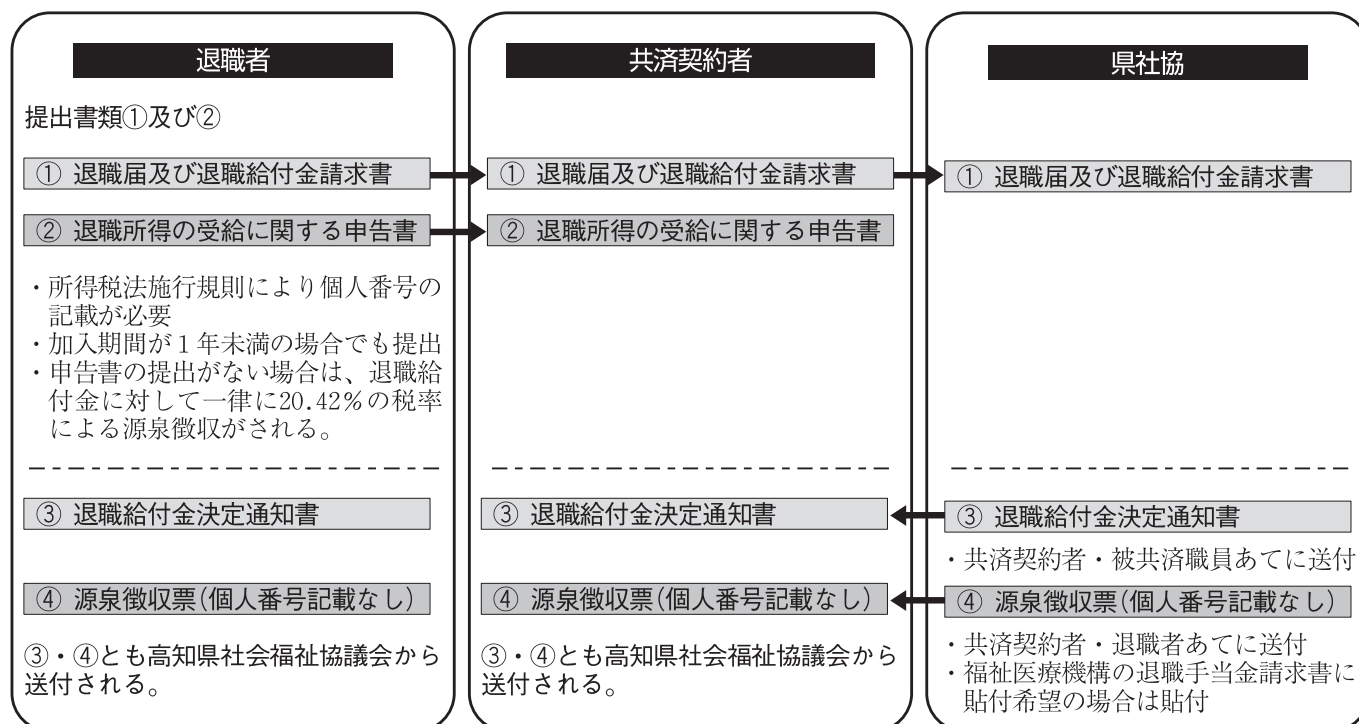 退職者
提出書類①及び②
① 退職届及び退職給付金請求書
② 退職所得の受給に関する申告書
・所得税法施行規則により個人番号の
記載が必要
・加入期間が1年未満の場合でも提出
・申告書の提出がない場合は、退職給
付金に対して一律に20.42%の税率
による源泉徴収がされる。
③ 退職給付金決定通知書
④ 源泉徴収票(個人番号記載なし)
③・④とも高知県社会福祉協議会から
送付される。
共済契約者
① 退職届及び退職給付金請求書
② 退職所得の受給に関する申告書
③ 退職給付金決定通知書
④ 源泉徴収票(個人番号記載なし)
③・④とも高知県社会福祉協議会から
送付される。
県社協
① 退職届及び退職給付金請求書
③ 退職給付金決定通知書
・共済契約者・被共済職員あてに送付
④ 源泉徴収票(個人番号記載なし)
・共済契約者・退職者あてに送付
・福祉医療機構の退職手当金請求書に
貼付希望の場合は貼付